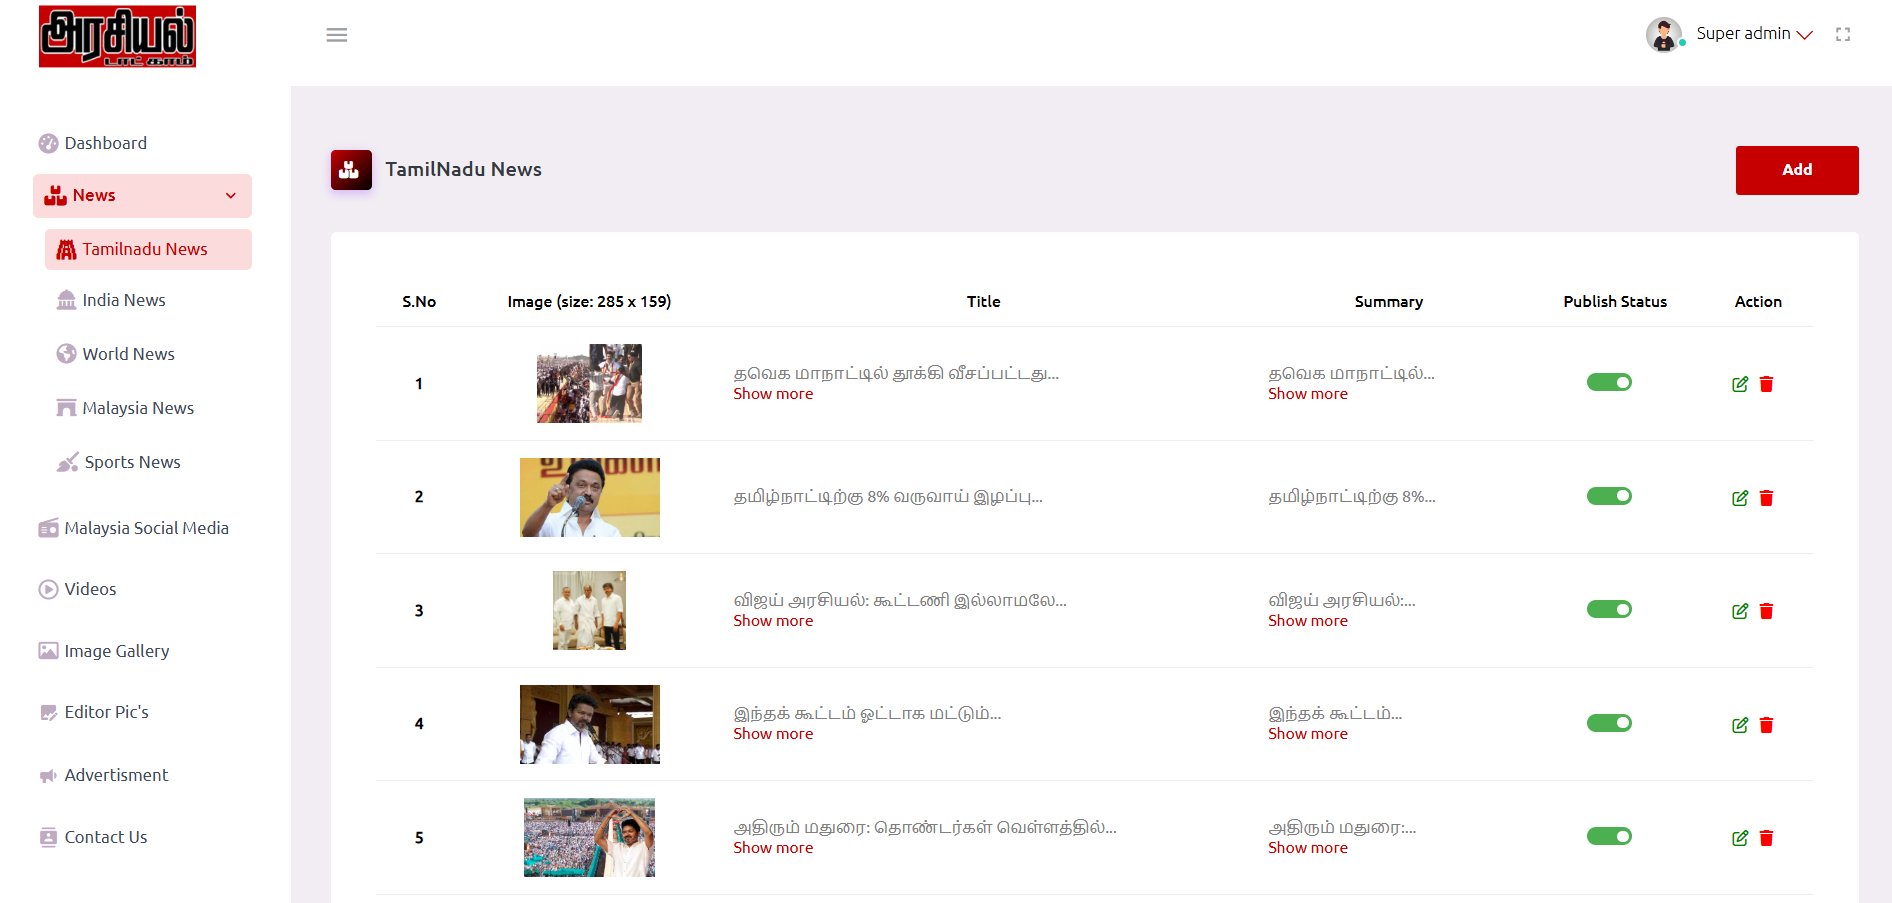 அரசியல்
டாட் காம்
Super admin
Dashboard
News
Tamilnadu News
India News
World News
Malaysia News
Sports News
Malaysia Social Media
Videos
Image Gallery
Editor Pic's
Advertisment
Contact Us
TamilNadu News
Add
S.No Image (size: 285 x 159) Title Summary Publish Status Action
1 தவெக மாநாட்டில் தூக்கி வீசப்பட்டது... தவெக மாநாட்டில்...
Show more Show more
2 தமிழ்நாட்டிற்கு 8% வருவாய் இழப்பு... தமிழ்நாட்டிற்கு 8%...
3 விஜய் அரசியல்: கூட்டணி இல்லாமலே... விஜய் அரசியல்:...
Show more Show more
4 இந்தக் கூட்டம் ஓட்டாக மட்டும்... இந்தக் கூட்டம்...
Show more Show more
5 அதிரும் மதுரை: தொண்டர்கள் வெள்ளத்தில்... அதிரும் மதுரை:...
Show more Show more